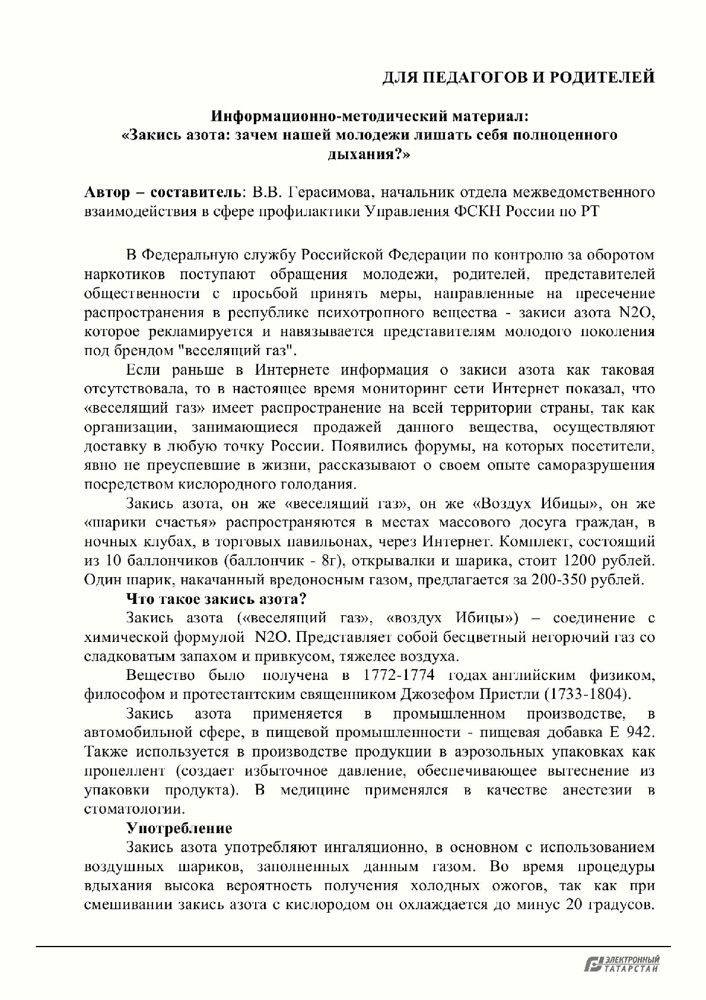 ДЛЯ ПЕДАГОГОВ И РОДИТЕЛЕЙ
Информационно-методический материал:
«Закись азота: зачем нашей молодежи лишать себя полноценного
дыхания?»
Автор – составитель: В.В. Герасимова, начальник отдела межведомственного
взаимодействия в сфере профилактики Управления ФСКН России по РТ
В Федеральную службу Российской Федерации по контролю за оборотом
наркотиков поступают обращения молодежи, родителей, представителей
общественности с просьбой принять меры, направленные на пресечение
распространения в республике психотропного вещества - закиси азота N2O,
которое рекламируется и навязывается представителям молодого поколения
под брендом "веселящий газ".
Если раньше в Интернете информация о закиси азота как таковая
отсутствовала, то в настоящее время мониторинг сети Интернет показал, что
«веселящий газ» имеет распространение на всей территории страны, так как
организации, занимающиеся продажей данного вещества, осуществляют
доставку в любую точку России. Появились форумы, на которых посетители,
явно не преуспевшие в жизни, рассказывают о своем опыте саморазрушения
посредством кислородного голодания.
Закись азота, он же «веселящий газ», он же «Воздух Ибицы», он же
«шарики счастья» распространяются в местах массового досуга граждан, в
ночных клубах, в торговых павильонах, через Интернет. Комплект, состоящий
из 10 баллончиков (баллончик - 8г), открывалки и шарика, стоит 1200 рублей.
Один шарик, накачанный вредоносным газом, предлагается за 200-350 рублей.
Что такое закись азота?
Закись азота («веселящий газ», «воздух Ибицы») – соединение с
химической формулой N2O. Представляет собой бесцветный негорючий газ со
сладковатым запахом и привкусом, тяжелее воздуха.
Вещество было получена в 1772-1774 годах английским физиком,
философом и протестантским священником Джозефом Пристли (1733-1804).
Закись азота применяется в промышленном производстве, в
автомобильной сфере, в пищевой промышленности - пищевая добавка Е 942.
Также используется в производстве продукции в аэрозольных упаковках как
пропеллент (создает избыточное давление, обеспечивающее вытеснение из
упаковки продукта). В медицине применялся в качестве анестезии в
стоматологии.
Употребление
Закись азота употребляют ингаляционно, в основном с использованием
воздушных шариков, заполненных данным газом. Во время процедуры
вдыхания высока вероятность получения холодных ожогов, так как при
смешивании закись азота с кислородом он охлаждается до минус 20 градусов.
ЭЛЕКТРОННЫЙ
ТАТАРСТАН